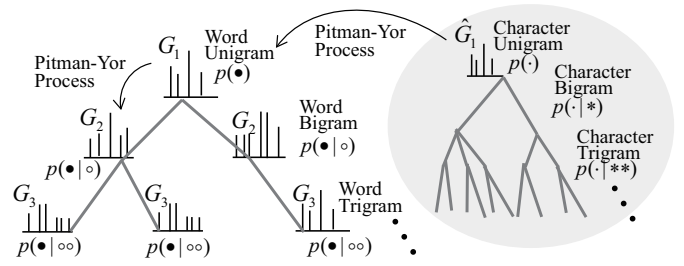 G1
Word
Unigram
p(●)
Pitman-Yor
Process
Pitman-Yor
Process
Ĝ1
Character
Unigram
p(·)
Character
Bigram
p(·|*)
Character
Trigram
p(·|**)
G2
p(●|○)
G2
Word
Bigram
p(●|○)
G3
p(●|○○)
G3
p(●|○○)
G3
p(●|○○)
Word
Trigram